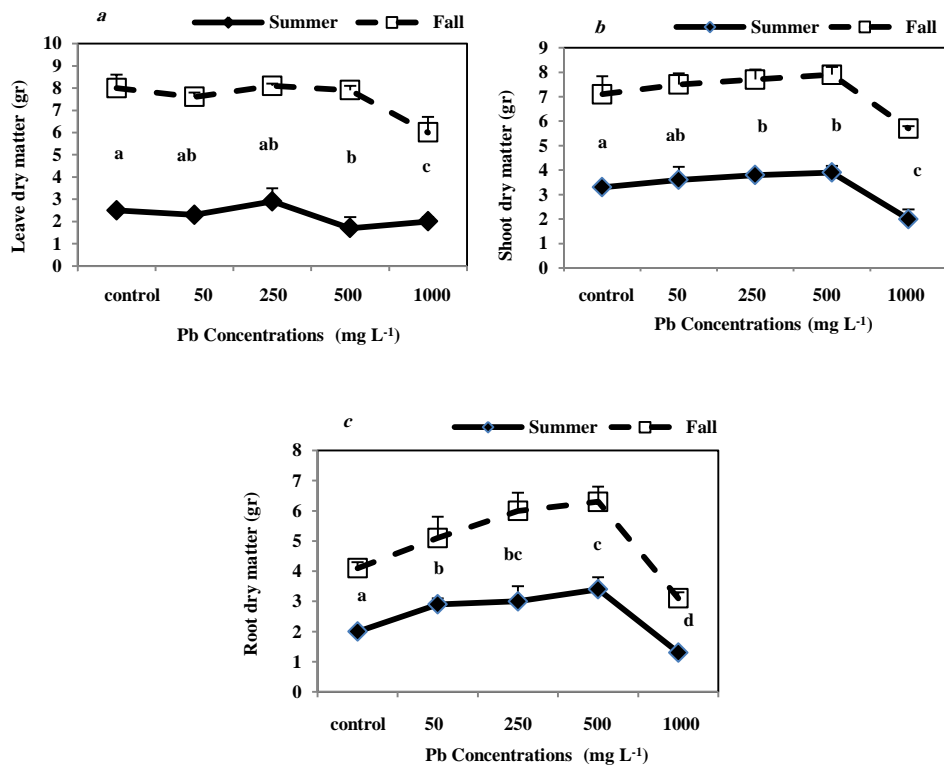 a
Summer Fall
10
9
8
7
6
5
4
3
2
1
0
Leave dry matter (gr)
a ab ab b c
control 50 250 500 1000
Pb Concentrations (mg L-1)
b
Summer Fall
9
8
7
6
5
4
3
2
1
0
Shoot dry matter (gr)
a ab b b c
control 50 250 500 1000
Pb Concentrations (mg L-1)
c
Summer Fall
8
7
6
5
4
3
2
1
0
Root dry matter (gr)
a b bc c d
control 50 250 500 1000
Pb Concentrations (mg L-1)